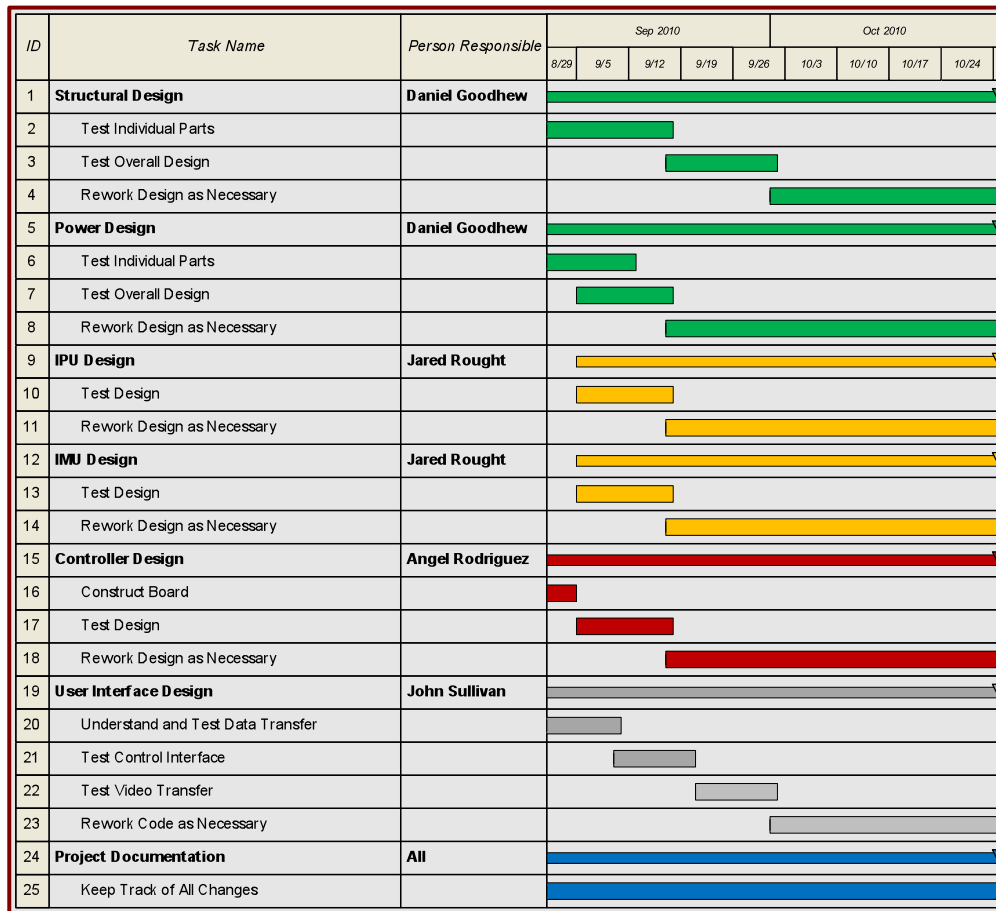 ID Task Name Person Responsible Sep 2010 Oct 2010
8/29 9/5 9/12 9/19 9/26 10/3 10/10 10/17 10/24
1 Structural Design Daniel Goodhew
2 Test Individual Parts
3 Test Overall Design
4 Rework Design as Necessary
5 Power Design Daniel Goodhew
6 Test Individual Parts
7 Test Overall Design
8 Rework Design as Necessary
9 IPU Design Jared Rought
10 Test Design
11 Rework Design as Necessary
12 IMU Design Jared Rought
13 Test Design
14 Rework Design as Necessary
15 Controller Design Angel Rodriguez
16 Construct Board
17 Test Design
18 Rework Design as Necessary
19 User Interface Design John Sullivan
20 Understand and Test Data Transfer
21 Test Control Interface
22 Test Video Transfer
23 Rework Code as Necessary
24 Project Documentation All
25 Keep Track of All Changes